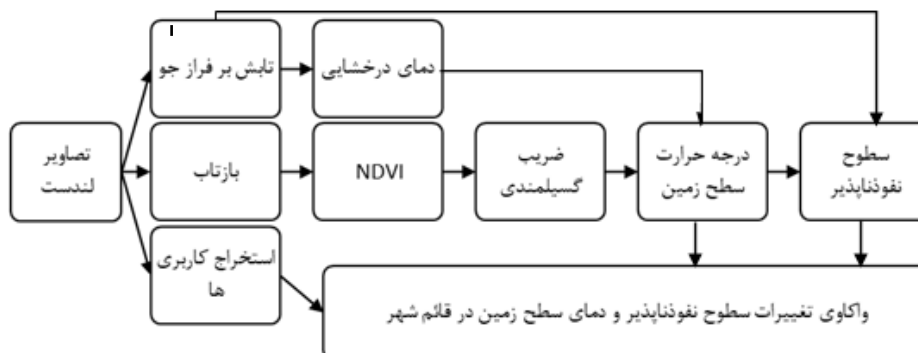 تابش بر فراز جو
دمای درخشایی
تصاویر
لندست
بازتاب
NDVI
ضریب
گسیلمندی
درجه حرارت
سطح زمین
سطوح
نفوذناپذیر
استخراج کاربری
ها
واکاوی تغییرات سطوح نفوذناپذیر و دمای سطح زمین در قائم شهر